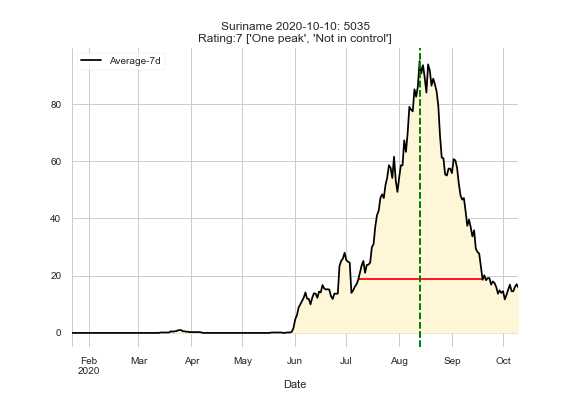 Suriname 2020-10-10: 5035
Rating:7 ['One peak', 'Not in control']
Average-7d
80
60
40
20
0
Feb Mar Apr May Jun Jul Aug Sep Oct
2020
Date